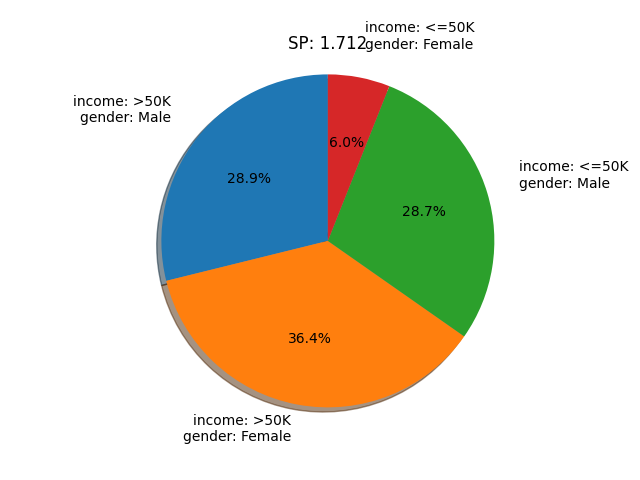 SP: 1.712
income: <=50K
gender: Female
income: >50K
gender: Male
6.0%
income: <=50K
gender: Male
28.9%
28.7%
36.4%
income: >50K
gender: Female